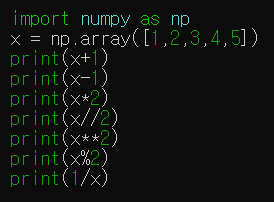 import numpy as np
x = np.array([1,2,3,4,5])
print(x+1)
print(x-1)
print(x*2)
print(x//2)
print(x**2)
print(x%2)
print(1/x)